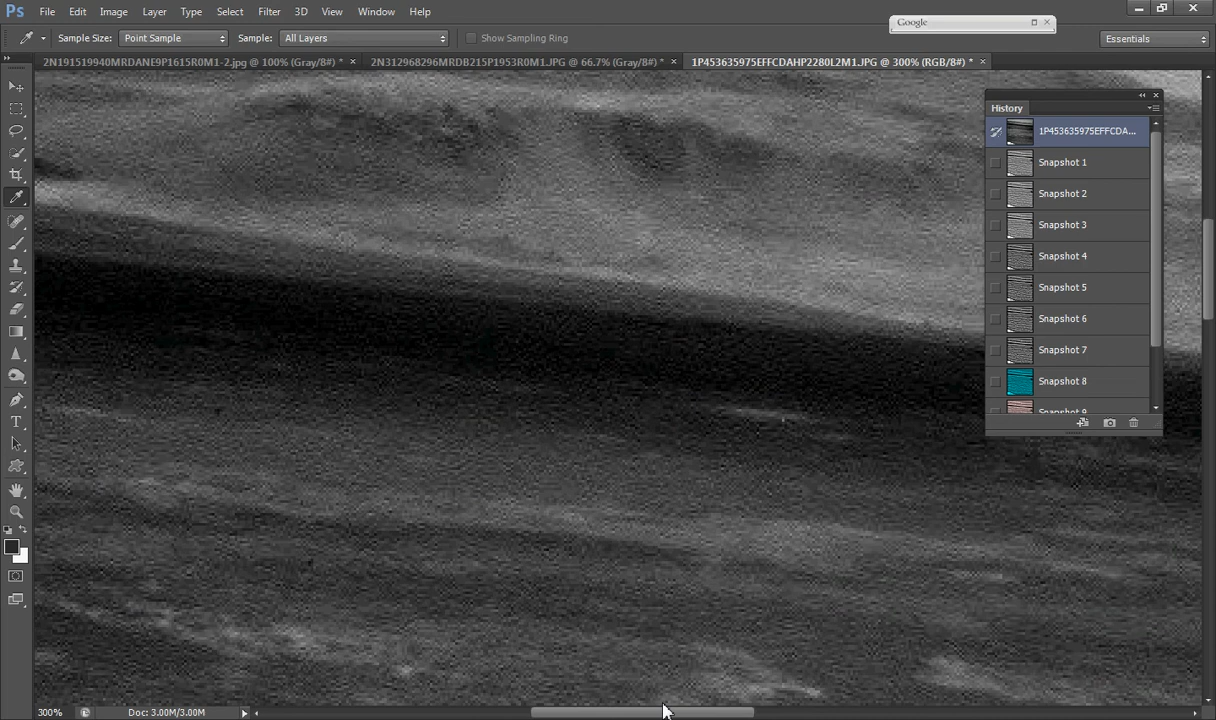 Ps File Edit Image Layer Type Select Filter 3D View Window Help
Google
Sample Size: Point Sample Sample: All Layers Show Sampling Ring Essentials
2N191519940MRDANE9P1615R0M1-2.jpg @ 100% (Gray/8#) * 2N312968296MRDB215P1953R0M1.JPG @ 66.7% (Gray/8#) * 1P453635975EFFCDAHP2280L2M1.JPG @ 300% (RGB/8#) *
History
1P453635975EFFCDA...
Snapshot 1
Snapshot 2
Snapshot 3
Snapshot 4
Snapshot 5
Snapshot 6
Snapshot 7
Snapshot 8
Snapshot 9
300% Doc: 3.00M/3.00M